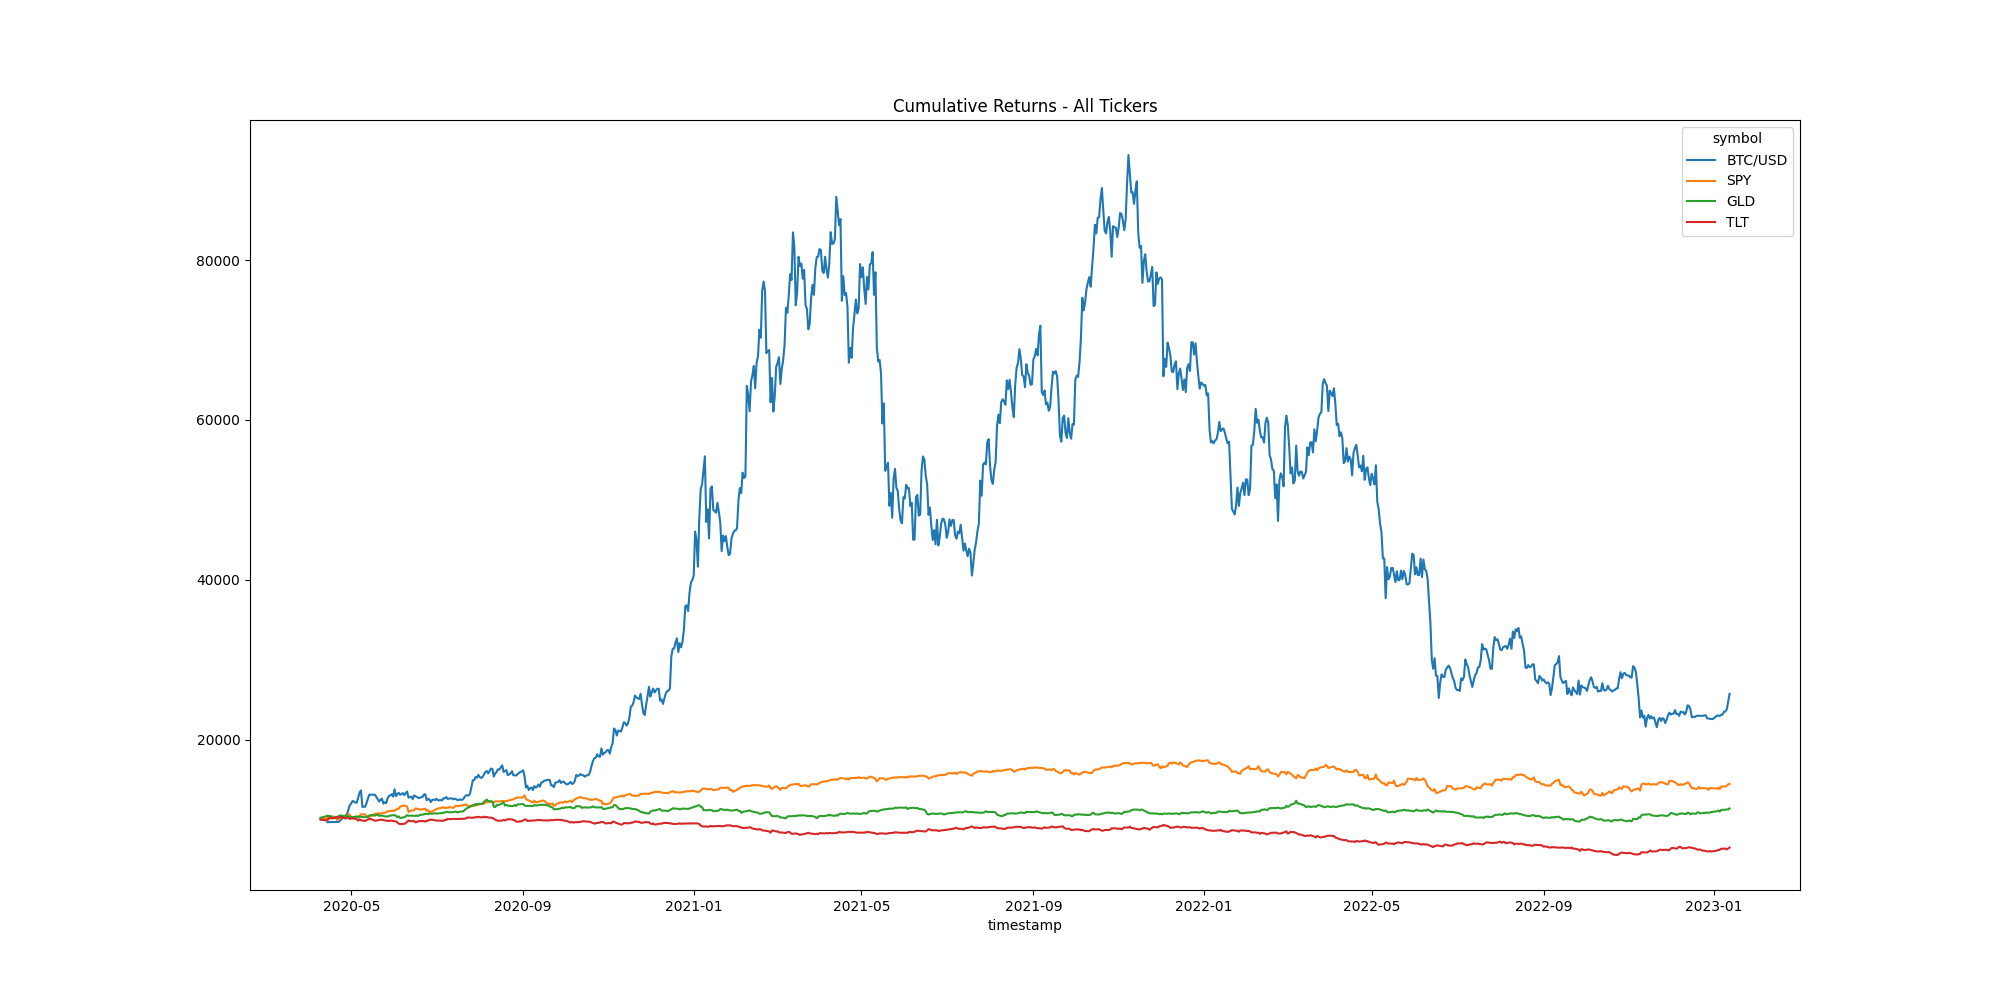 Cumulative Returns - All Tickers
symbol
BTC/USD
SPY
GLD
TLT
80000
60000
40000
20000
2020-05 2020-09 2021-01 2021-05 2021-09 2022-01 2022-05 2022-09 2023-01
timestamp